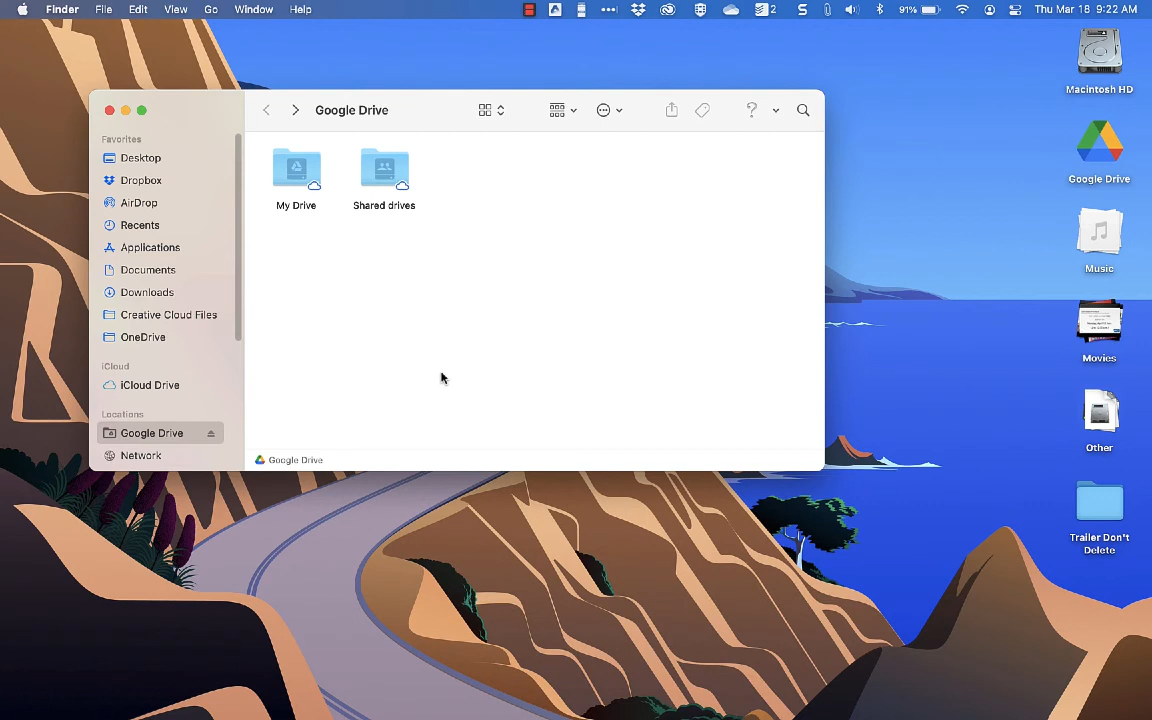 Finder File Edit View Go Window Help 2 91% Thu Mar 18 9:22 AM
Google Drive
Favorites
Desktop
Dropbox
AirDrop
Recents
Applications
Documents
Downloads
Creative Cloud Files
OneDrive
iCloud
iCloud Drive
Locations
Google Drive
Network
My Drive
Shared drives
Google Drive
Macintosh HD
Google Drive
Music
Movies
Other
Trailer Don't
Delete